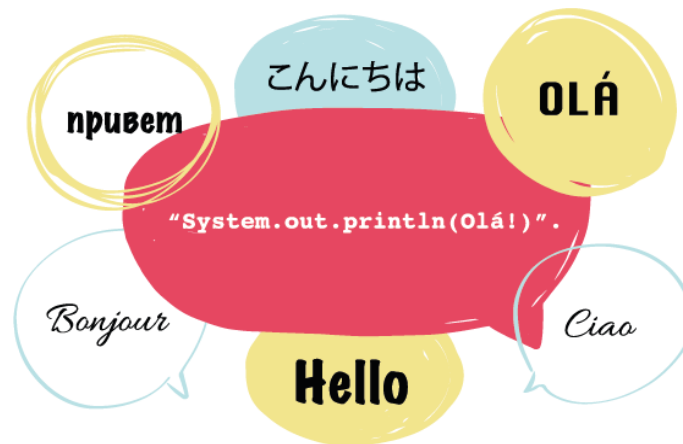 こんにちは
привет
OLÁ
“System.out.println(Olá!)”.
Bonjour
Ciao
Hello